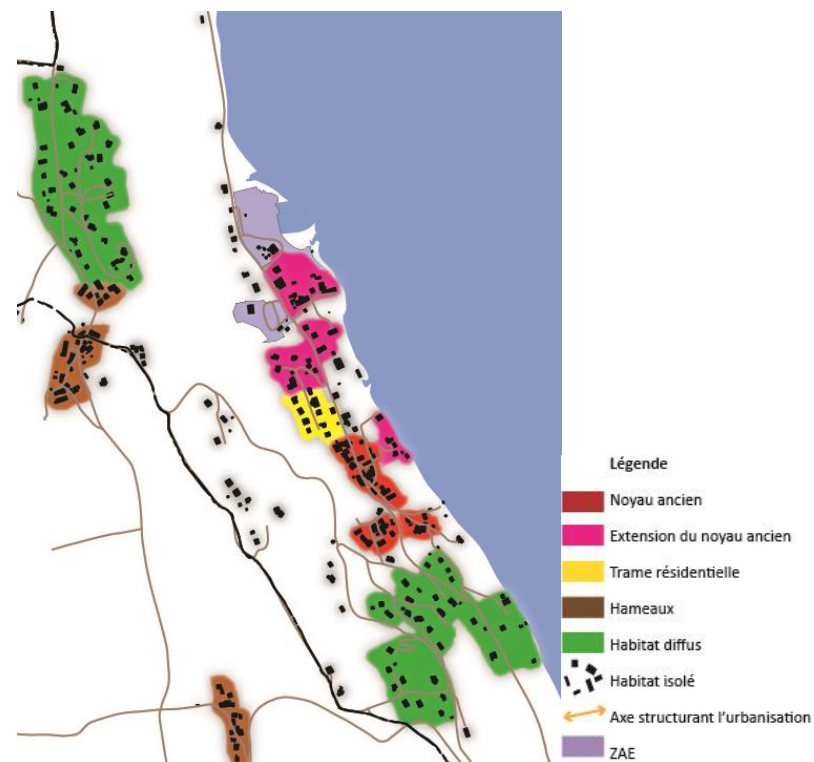 Légende
Noyau ancien
Extension du noyau ancien
Trame résidentielle
Hameaux
Habitat diffus
Habitat isolé
Axe structurant l'urbanisation
ZAE